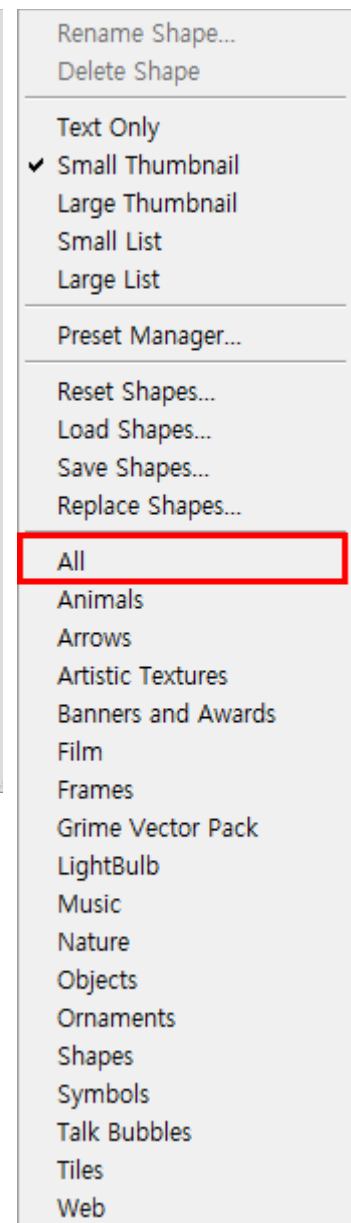 Rename Shape...
Delete Shape
Text Only
Small Thumbnail
Large Thumbnail
Small List
Large List
Preset Manager...
Reset Shapes...
Load Shapes...
Save Shapes...
Replace Shapes...
All
Animals
Arrows
Artistic Textures
Banners and Awards
Film
Frames
Grime Vector Pack
LightBulb
Music
Nature
Objects
Ornaments
Shapes
Symbols
Talk Bubbles
Tiles
Web